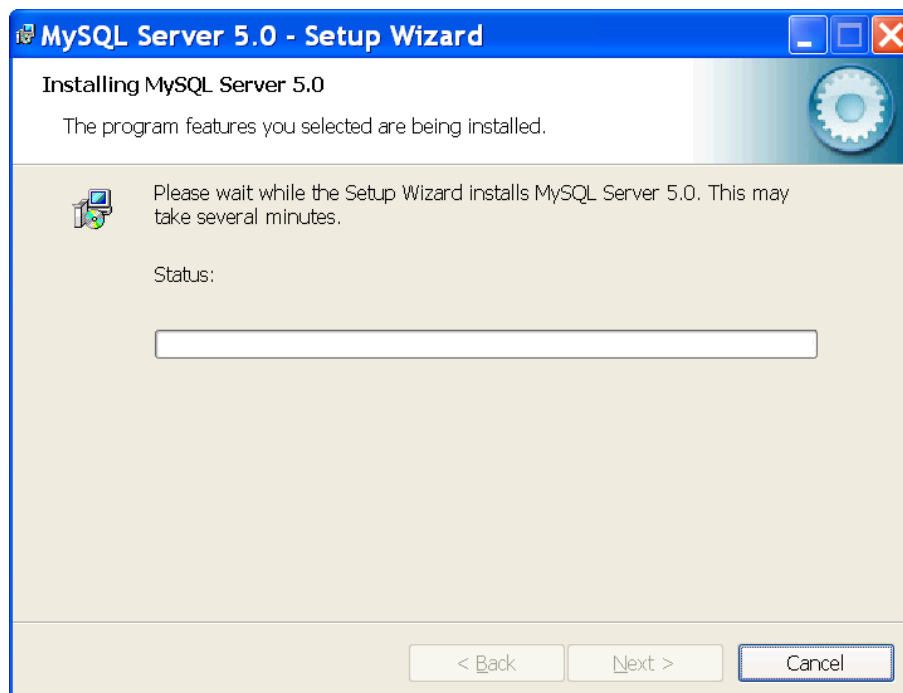 MySQL Server 5.0 - Setup Wizard
Installing MySQL Server 5.0
The program features you selected are being installed.
Please wait while the Setup Wizard installs MySQL Server 5.0. This may
take several minutes.
Status:
< Back
Next >
Cancel